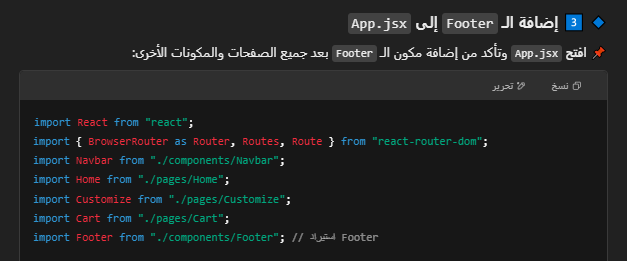 3 إضافة الـ Footer إلى App.jsx
افتح App.jsx وتأكد من إضافة مكون الـ Footer بعد جميع الصفحات والمكونات الأخرى:
نسخ تحرير
import React from "react";
import { BrowserRouter as Router, Routes, Route } from "react-router-dom";
import Navbar from "./components/Navbar";
import Home from "./pages/Home";
import Customize from "./pages/Customize";
import Cart from "./pages/Cart";
import Footer from "./components/Footer"; // استيراد Footer